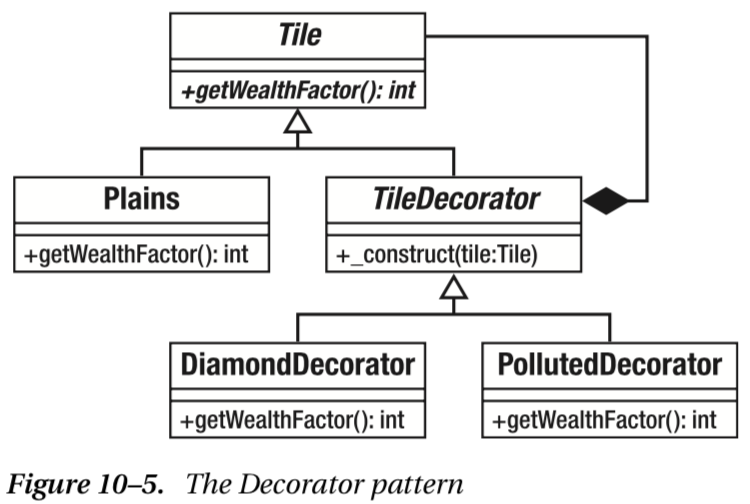 Tile
+getWealthFactor(): int
Plains
+getWealthFactor(): int
TileDecorator
+_construct(tile:Tile)
DiamondDecorator
+getWealthFactor(): int
PollutedDecorator
+getWealthFactor(): int
Figure 10–5. The Decorator pattern